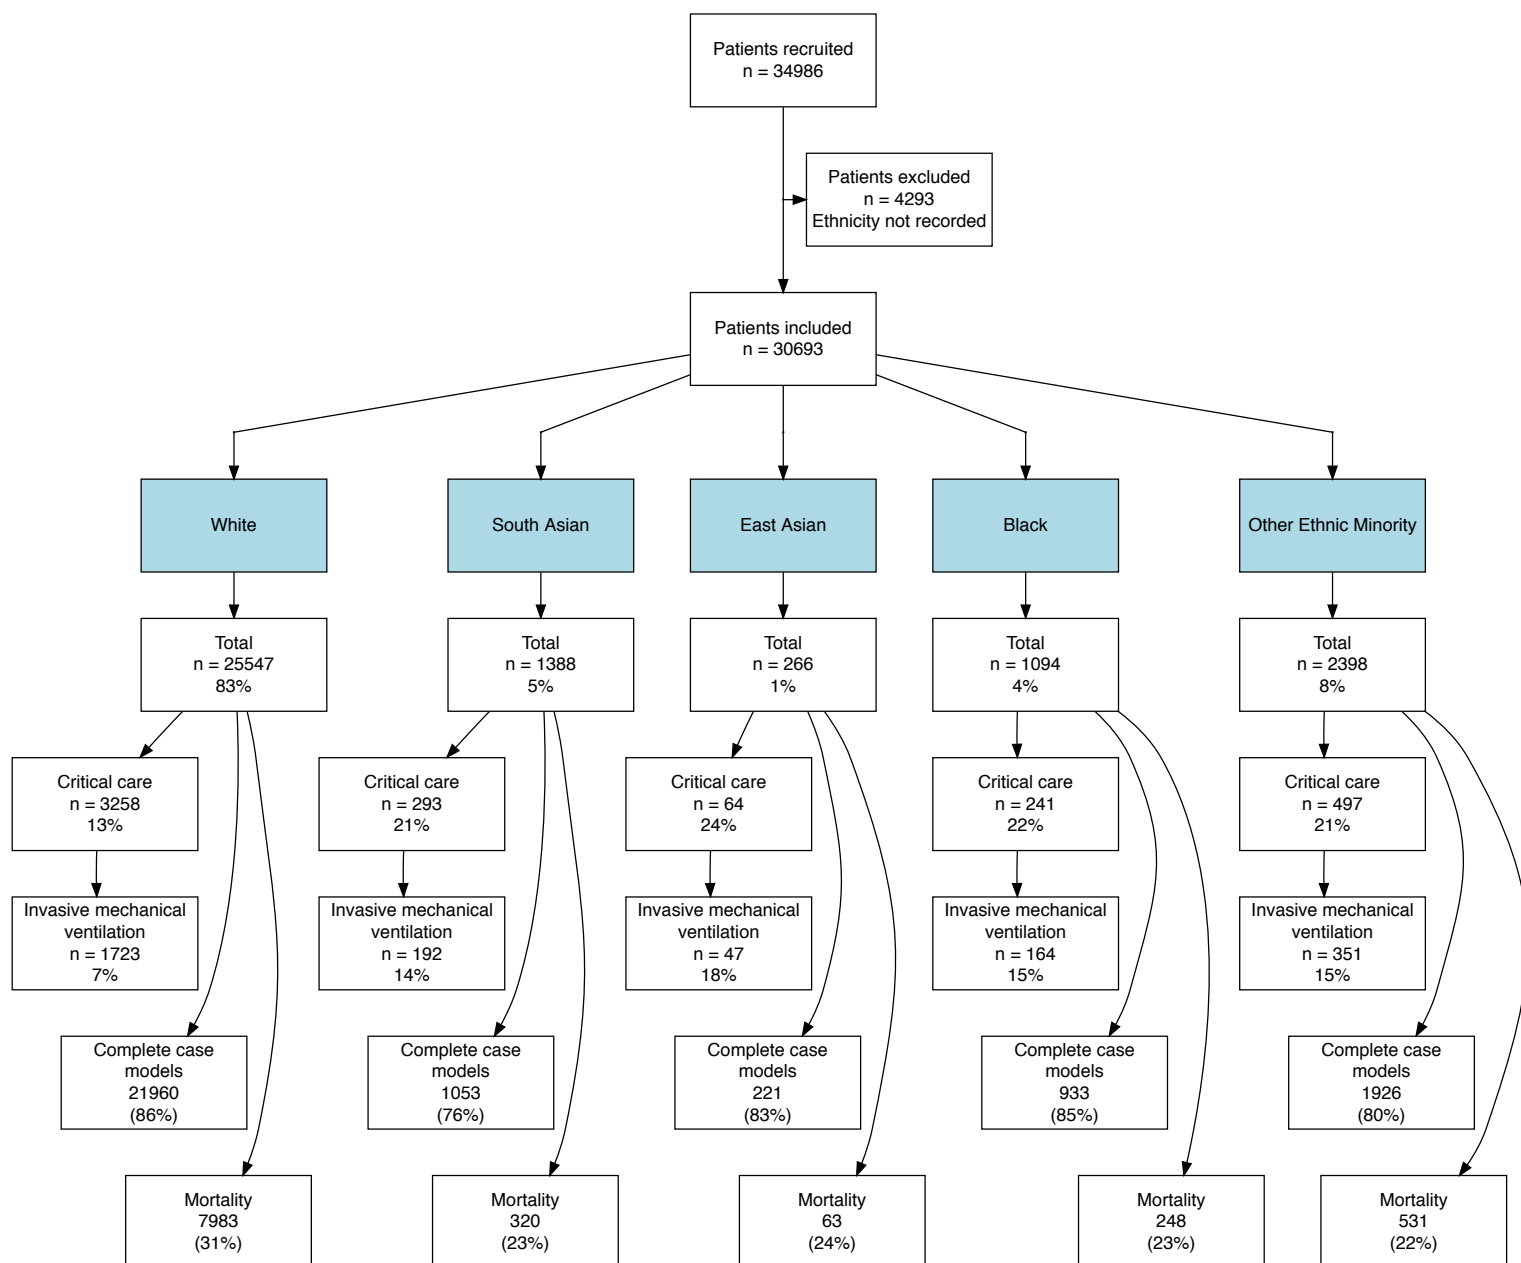 Patients recruited
n = 34986
Patients excluded
n = 4293
Ethnicity not recorded
Patients included
n = 30693
White
South Asian
East Asian
Black
Other Ethnic Minority
Total
n = 25547
83%
Total
n = 1388
5%
Total
n = 266
1%
Total
n = 1094
4%
Total
n = 2398
8%
Critical care
n = 3258
13%
Critical care
n = 293
21%
Critical care
n = 64
24%
Critical care
n = 241
22%
Critical care
n = 497
21%
Invasive mechanical
ventilation
n = 1723
7%
Invasive mechanical
ventilation
n = 192
14%
Invasive mechanical
ventilation
n = 47
18%
Invasive mechanical
ventilation
n = 164
15%
Invasive mechanical
ventilation
n = 351
15%
Complete case
models
21960
(86%)
Complete case
models
1053
(76%)
Complete case
models
221
(83%)
Complete case
models
933
(85%)
Complete case
models
1926
(80%)
Mortality
7983
(31%)
Mortality
320
(23%)
Mortality
63
(24%)
Mortality
248
(23%)
Mortality
531
(22%)